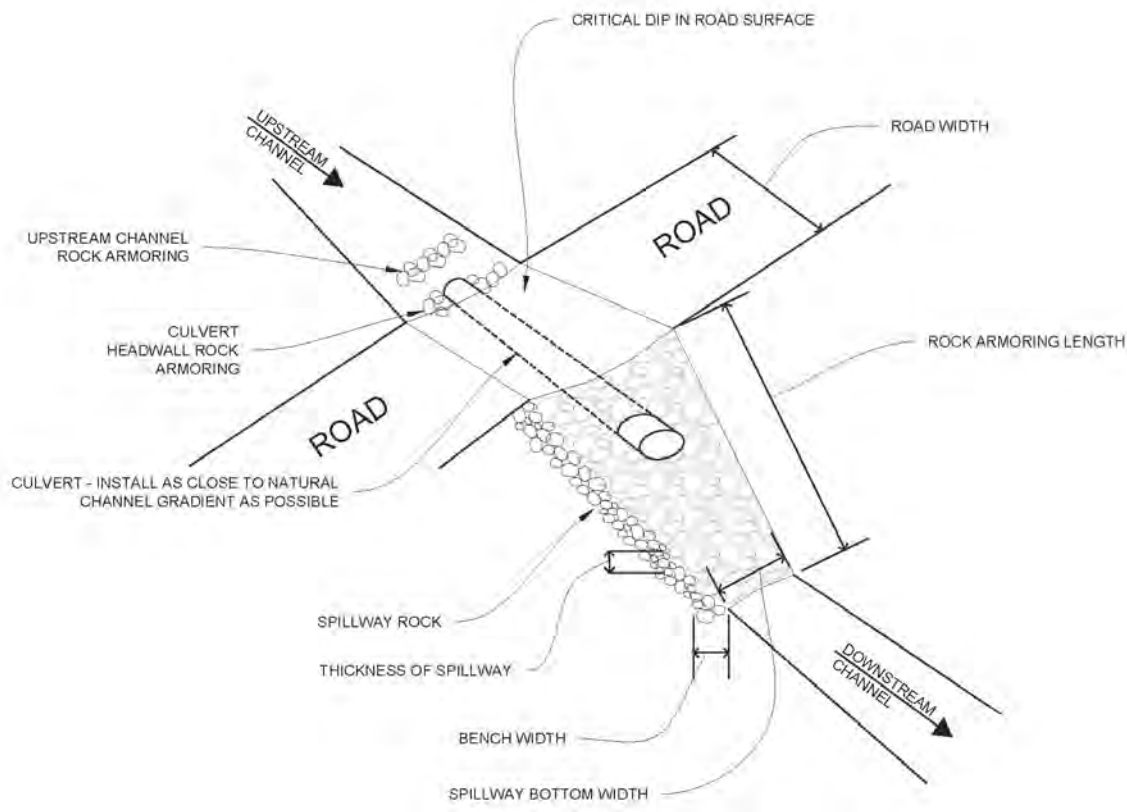 CRITICAL DIP IN ROAD SURFACE
UPSTREAM
CHANNEL
ROAD WIDTH
ROAD
UPSTREAM CHANNEL
ROCK ARMORING
CULVERT
HEADWALL ROCK
ARMORING
ROCK ARMORING LENGTH
ROAD
CULVERT - INSTALL AS CLOSE TO NATURAL
CHANNEL GRADIENT AS POSSIBLE
SPILLWAY ROCK
THICKNESS OF SPILLWAY
DOWNSTREAM
CHANNEL
BENCH WIDTH
SPILLWAY BOTTOM WIDTH